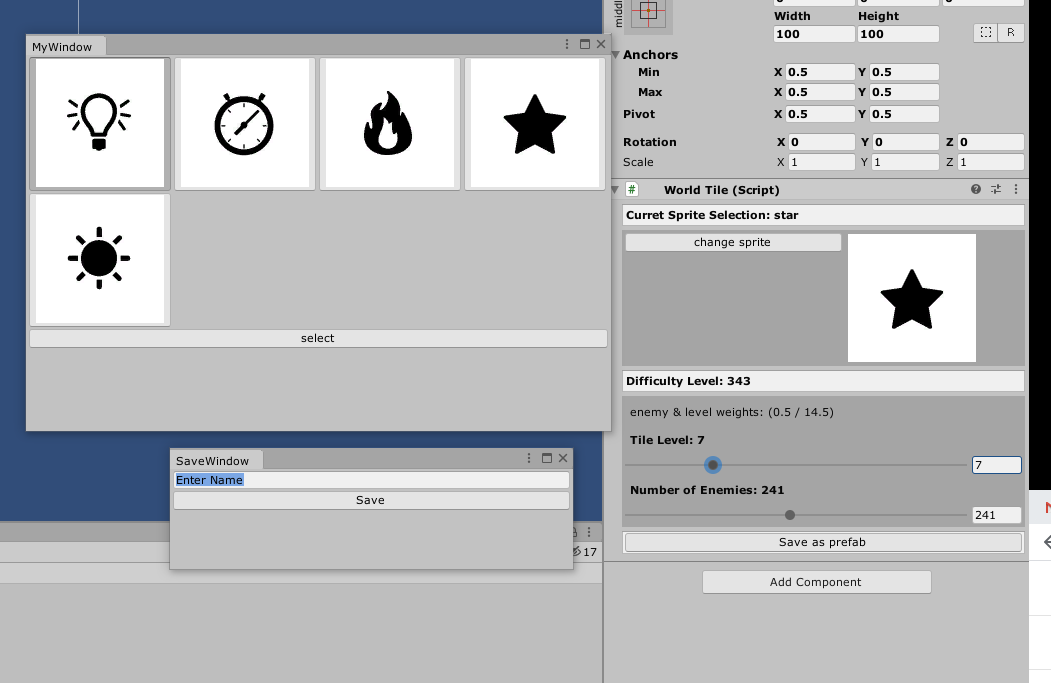 middle
Width Height
100 100
R
Anchors
Min X 0.5 Y 0.5
Max X 0.5 Y 0.5
Pivot X 0.5 Y 0.5
Rotation X 0 Y 0 Z 0
Scale X 1 Y 1 Z 1
# World Tile (Script)
Curret Sprite Selection: star
change sprite
Difficulty Level: 343
enemy & level weights: (0.5 / 14.5)
Tile Level: 7
7
Number of Enemies: 241
241
Save as prefab
Add Component
MyWindow
select
SaveWindow
Enter Name
Save
17